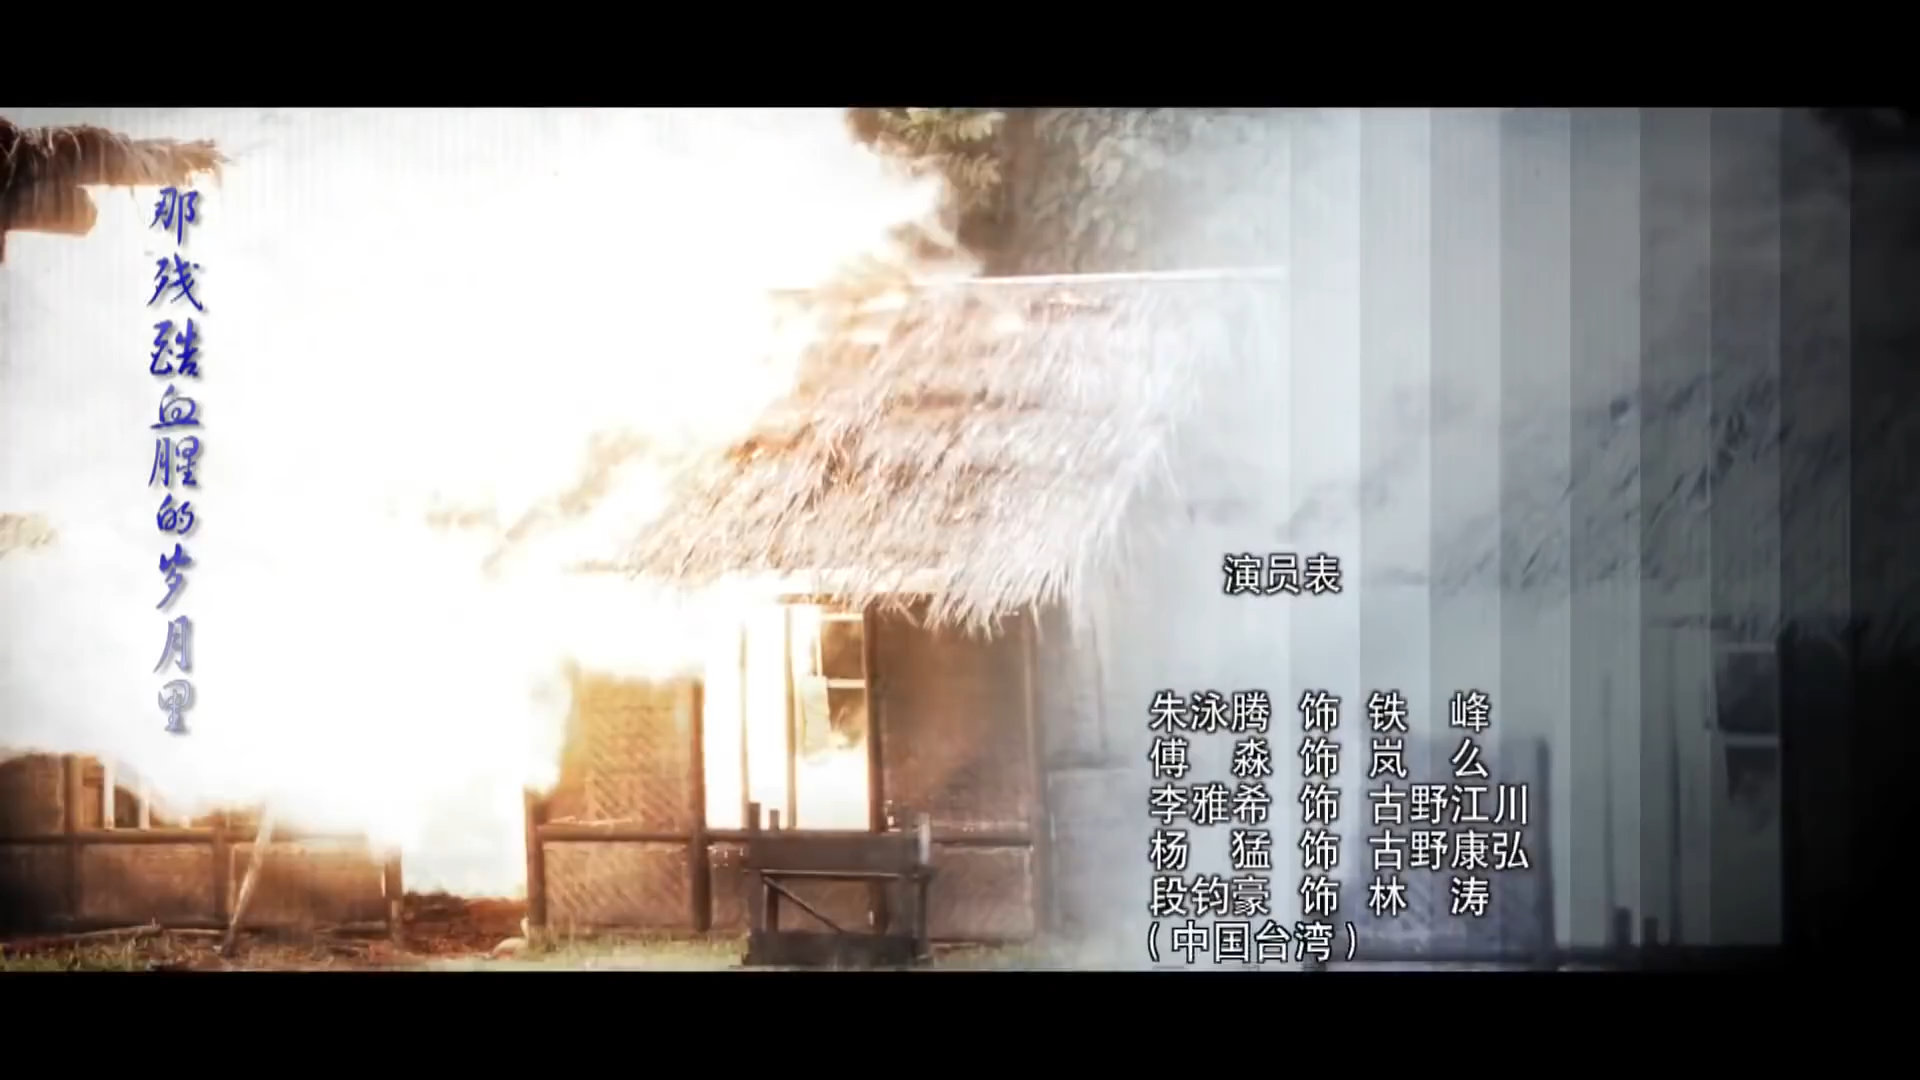 那残酷血腥的岁月里
演员表
朱泳腾 饰 铁 峰
傅 淼 饰 岚 么
李雅希 饰 古野江川
杨 猛 饰 古野康弘
段钧豪 饰 林 涛
(中国台湾)